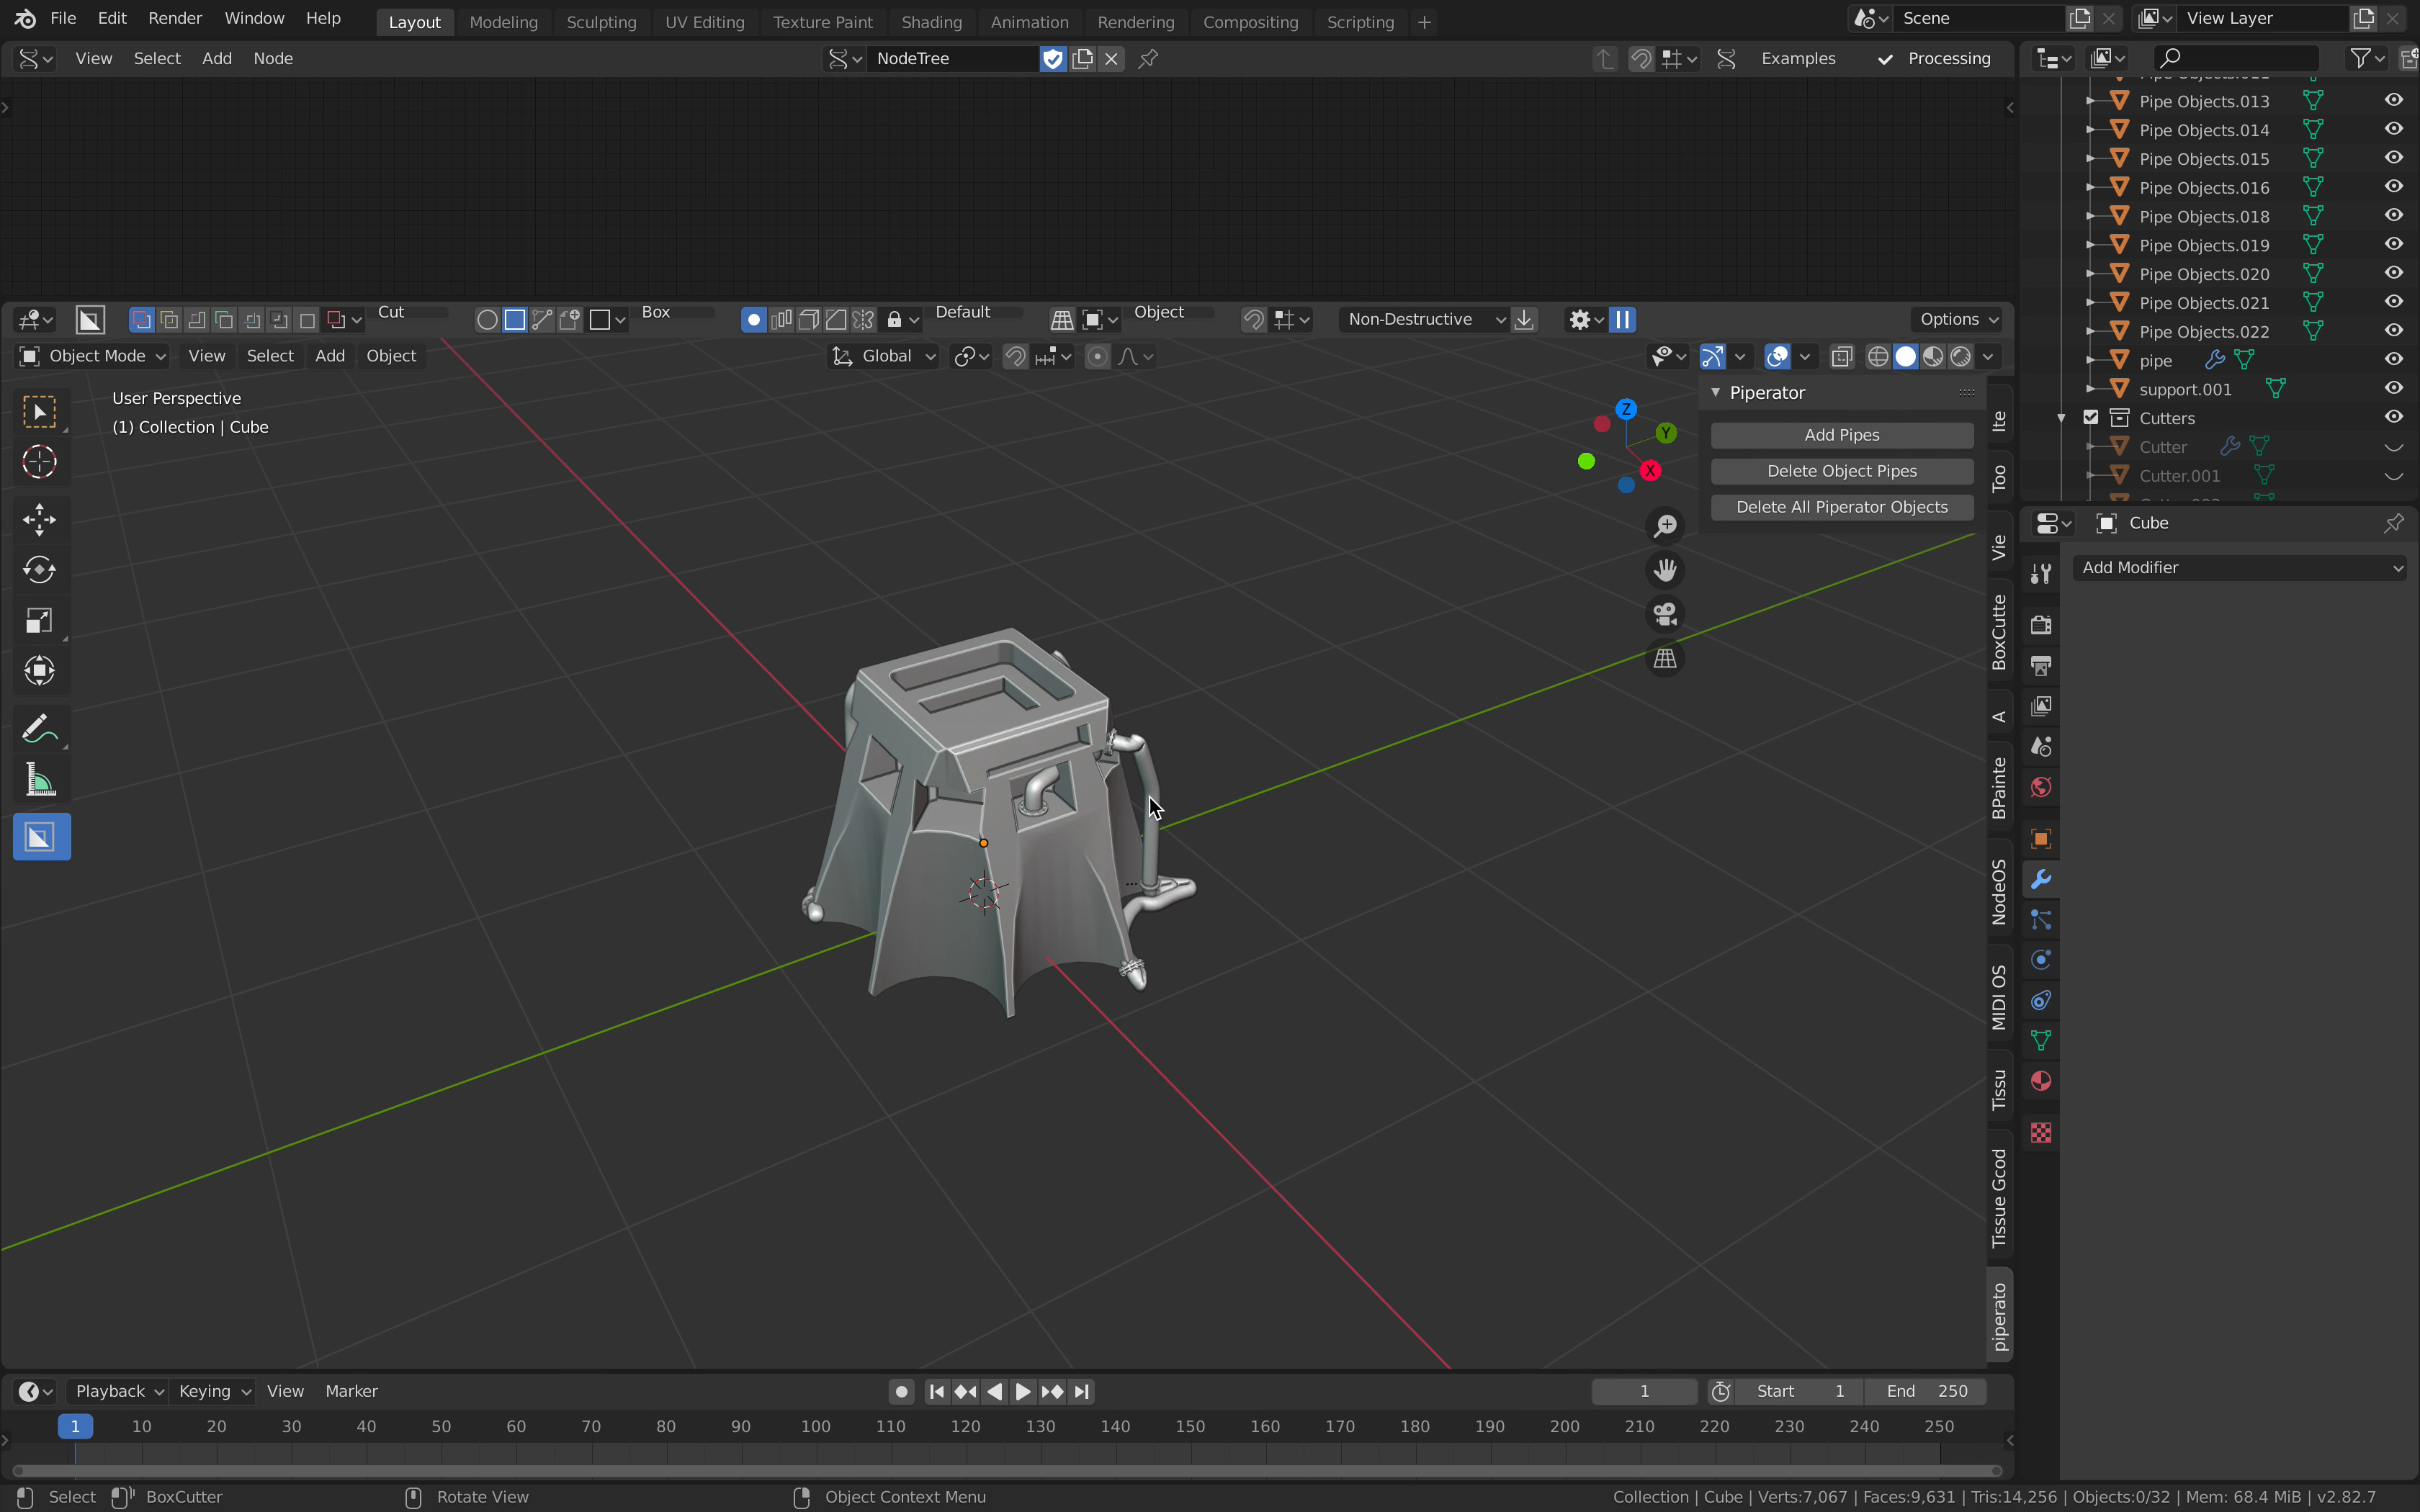 File Edit Render Window Help Layout Modeling Sculpting UV Editing Texture Paint Shading Animation Rendering Compositing Scripting + Scene View Layer
View Select Add Node NodeTree Examples Processing
Pipe Objects.013
Pipe Objects.014
Pipe Objects.015
Pipe Objects.016
Pipe Objects.018
Pipe Objects.019
Pipe Objects.020
Pipe Objects.021
Pipe Objects.022
pipe
support.001
Cutters
Cutter
Cutter.001
Cut Box Default Object Non-Destructive Options
Object Mode View Select Add Object Global
User Perspective
(1) Collection | Cube
Z
Y
X
Piperator
Add Pipes
Delete Object Pipes
Delete All Piperator Objects
Ite
Too
Vie
BoxCutte
A
BPainte
NodeOS
MIDI OS
Tissu
Tissue Gcod
piperato
Cube
Add Modifier
Playback Keying View Marker 1 Start 1 End 250
1 10 20 30 40 50 60 70 80 90 100 110 120 130 140 150 160 170 180 190 200 210 220 230 240 250
Select BoxCutter Rotate View Object Context Menu Collection | Cube | Verts:7,067 | Faces:9,631 | Tris:14,256 | Objects:0/32 | Mem: 68.4 MiB | v2.82.7